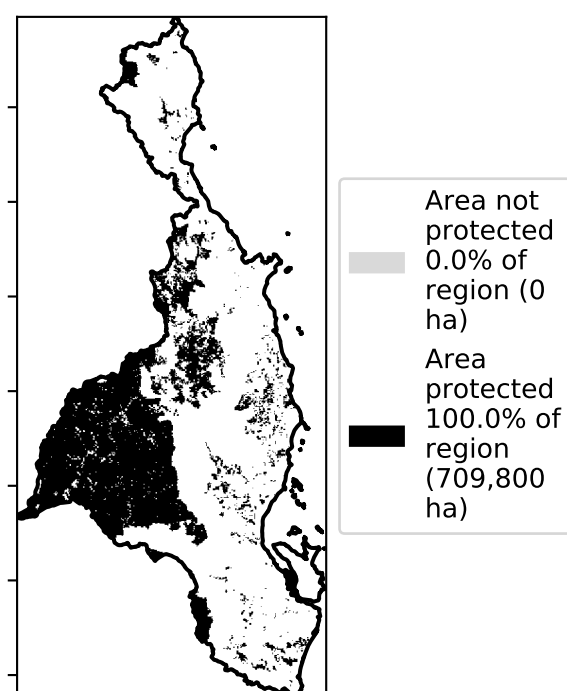 Area not
protected
0.0% of
region (0
ha)
Area
protected
100.0% of
region
(709,800
ha)